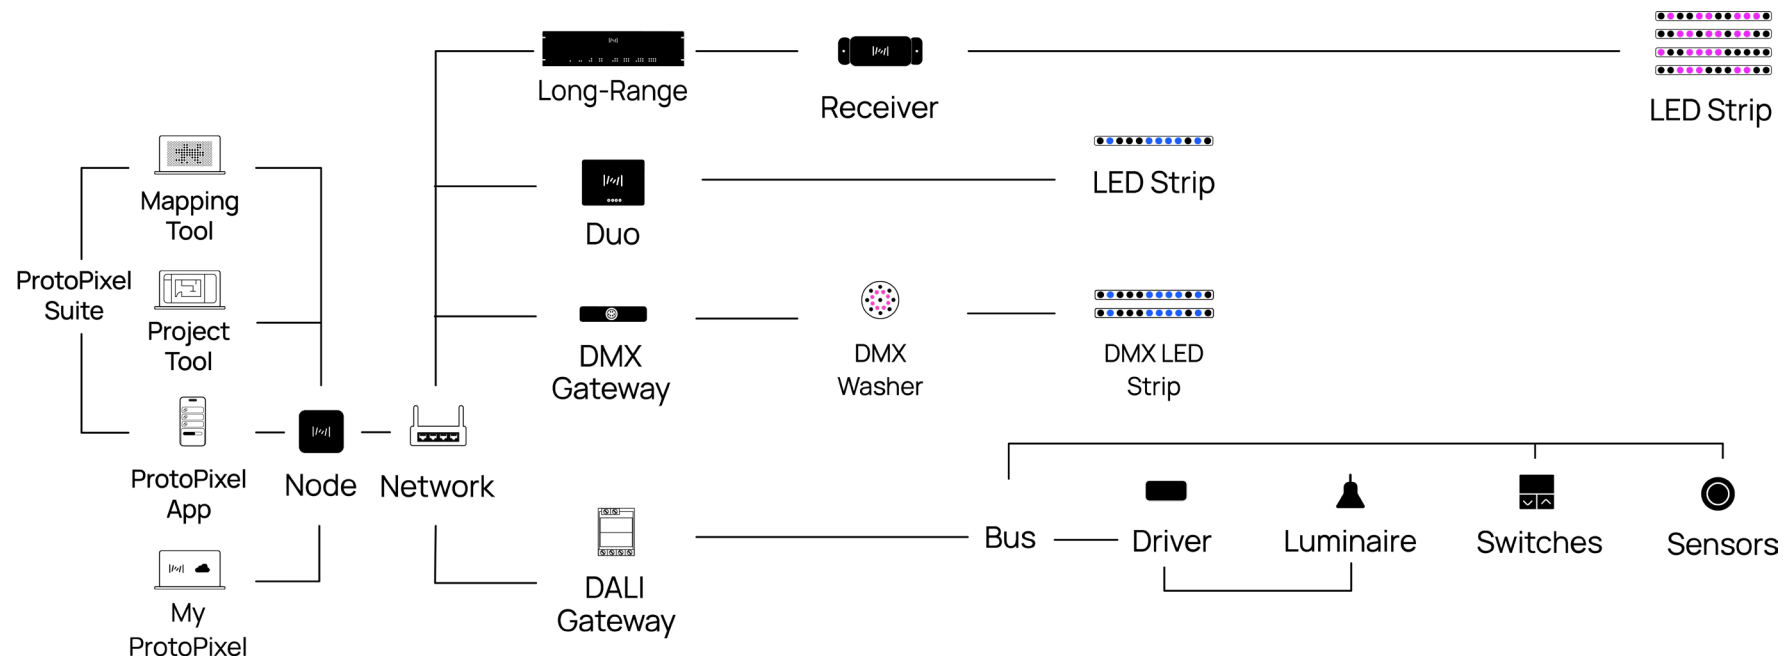 Long-Range
Receiver
LED Strip
Mapping
Tool
Duo
LED Strip
ProtoPixel
Suite
Project
Tool
DMX
Gateway
DMX
Washer
DMX LED
Strip
ProtoPixel
App
Node
Network
Bus
Driver
Luminaire
Switches
Sensors
DALI
Gateway
My
ProtoPixel